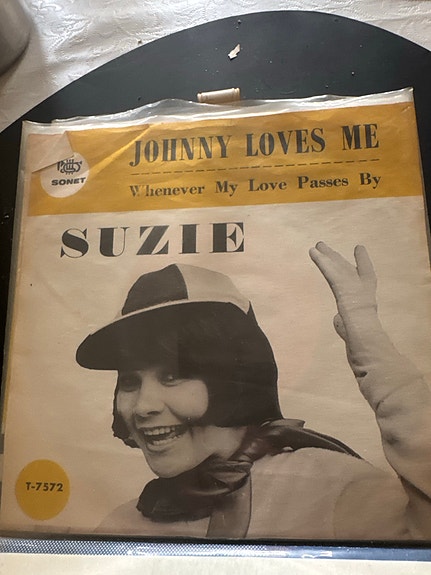 JOHNNY LOVES ME
Whenever My Love Passes By
SONET
SUZIE
T-7572